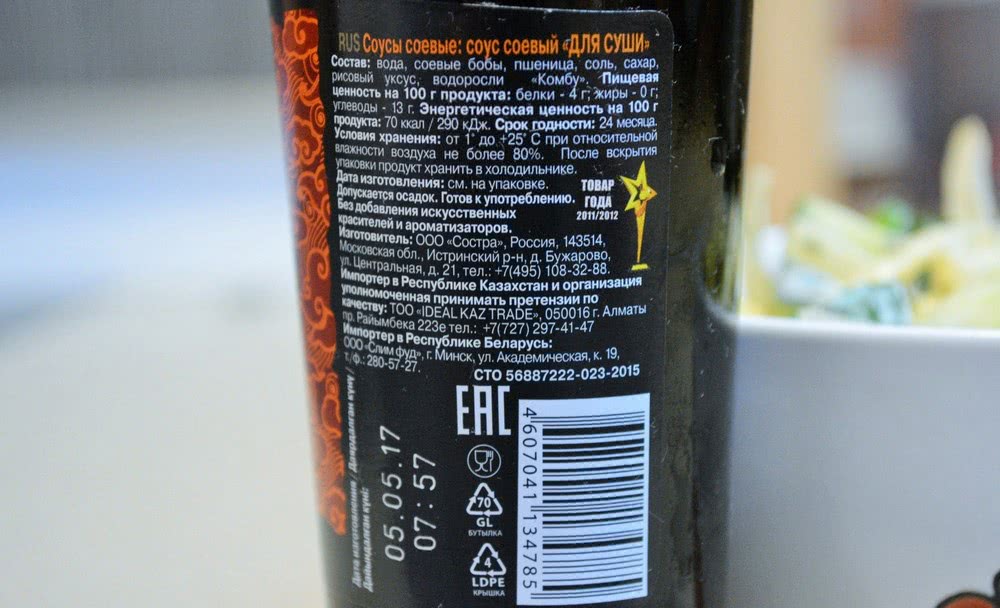 RUS Соусы соевые: соус соевый «ДЛЯ СУШИ»
Состав: вода, соевые бобы, пшеница, соль, сахар,
рисовый уксус, водоросли «Комбу». Пищевая
ценность на 100 г продукта: белки - 4 г; жиры - 0 г;
углеводы - 13 г. Энергетическая ценность на 100 г
продукта: 70 ккал / 290 кДж. Срок годности: 24 месяца.
Условия хранения: от 1° до +25° С при относительной
влажности воздуха не более 80%. После вскрытия
упаковки продукт хранить в холодильнике.
Дата изготовления: см. на упаковке.
Допускается осадок. Готов к употреблению.
Без добавления искусственных
красителей и ароматизаторов.
ТОВАР
ГОДА
2011/2012
Изготовитель: ООО «Состра», Россия, 143514,
Московская обл., Истринский р-н, д. Бужарово,
ул. Центральная, д. 21, тел.: +7(495) 108-32-88.
Импортер в Республике Казахстан и организация
уполномоченная принимать претензии по
качеству: ТОО «IDEAL KAZ TRADE», 050016 г. Алматы
пр. Райымбека 223е тел.: +7(727) 297-41-47
Импортер в Республике Беларусь:
ООО «Слим фуд», г. Минск, ул. Академическая, к. 19,
т./ф.: 280-57-27.
СТО 56887222-023-2015
EAC
Дата изготовления /
Дайындалган күні:
05.05.17
07:57
70
GL
БУТЫЛКА
4
LDPE
КРЫШКА
4607041 134785